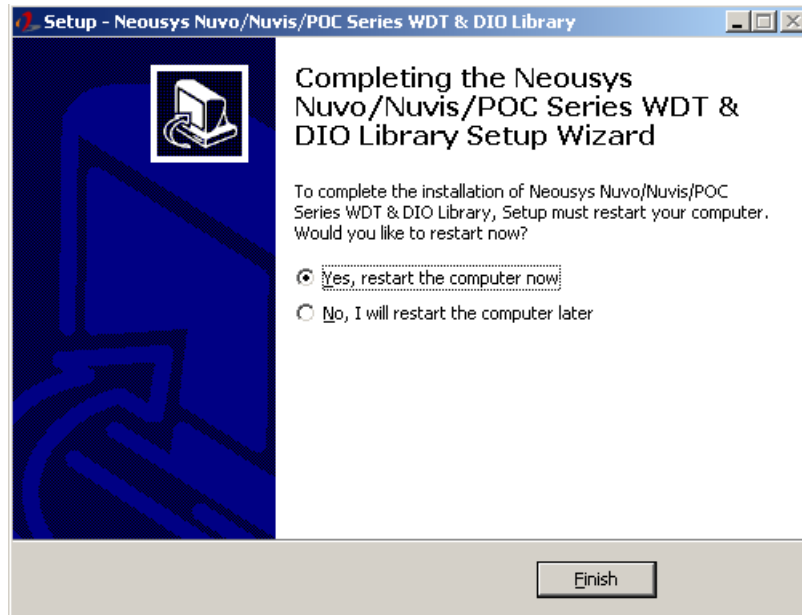 Setup - Neousys Nuvo/Nuvis/POC Series WDT & DIO Library
Completing the Neousys
Nuvo/Nuvis/POC Series WDT &
DIO Library Setup Wizard
To complete the installation of Neousys Nuvo/Nuvis/POC
Series WDT & DIO Library, Setup must restart your computer.
Would you like to restart now?
Yes, restart the computer now
No, I will restart the computer later
Finish